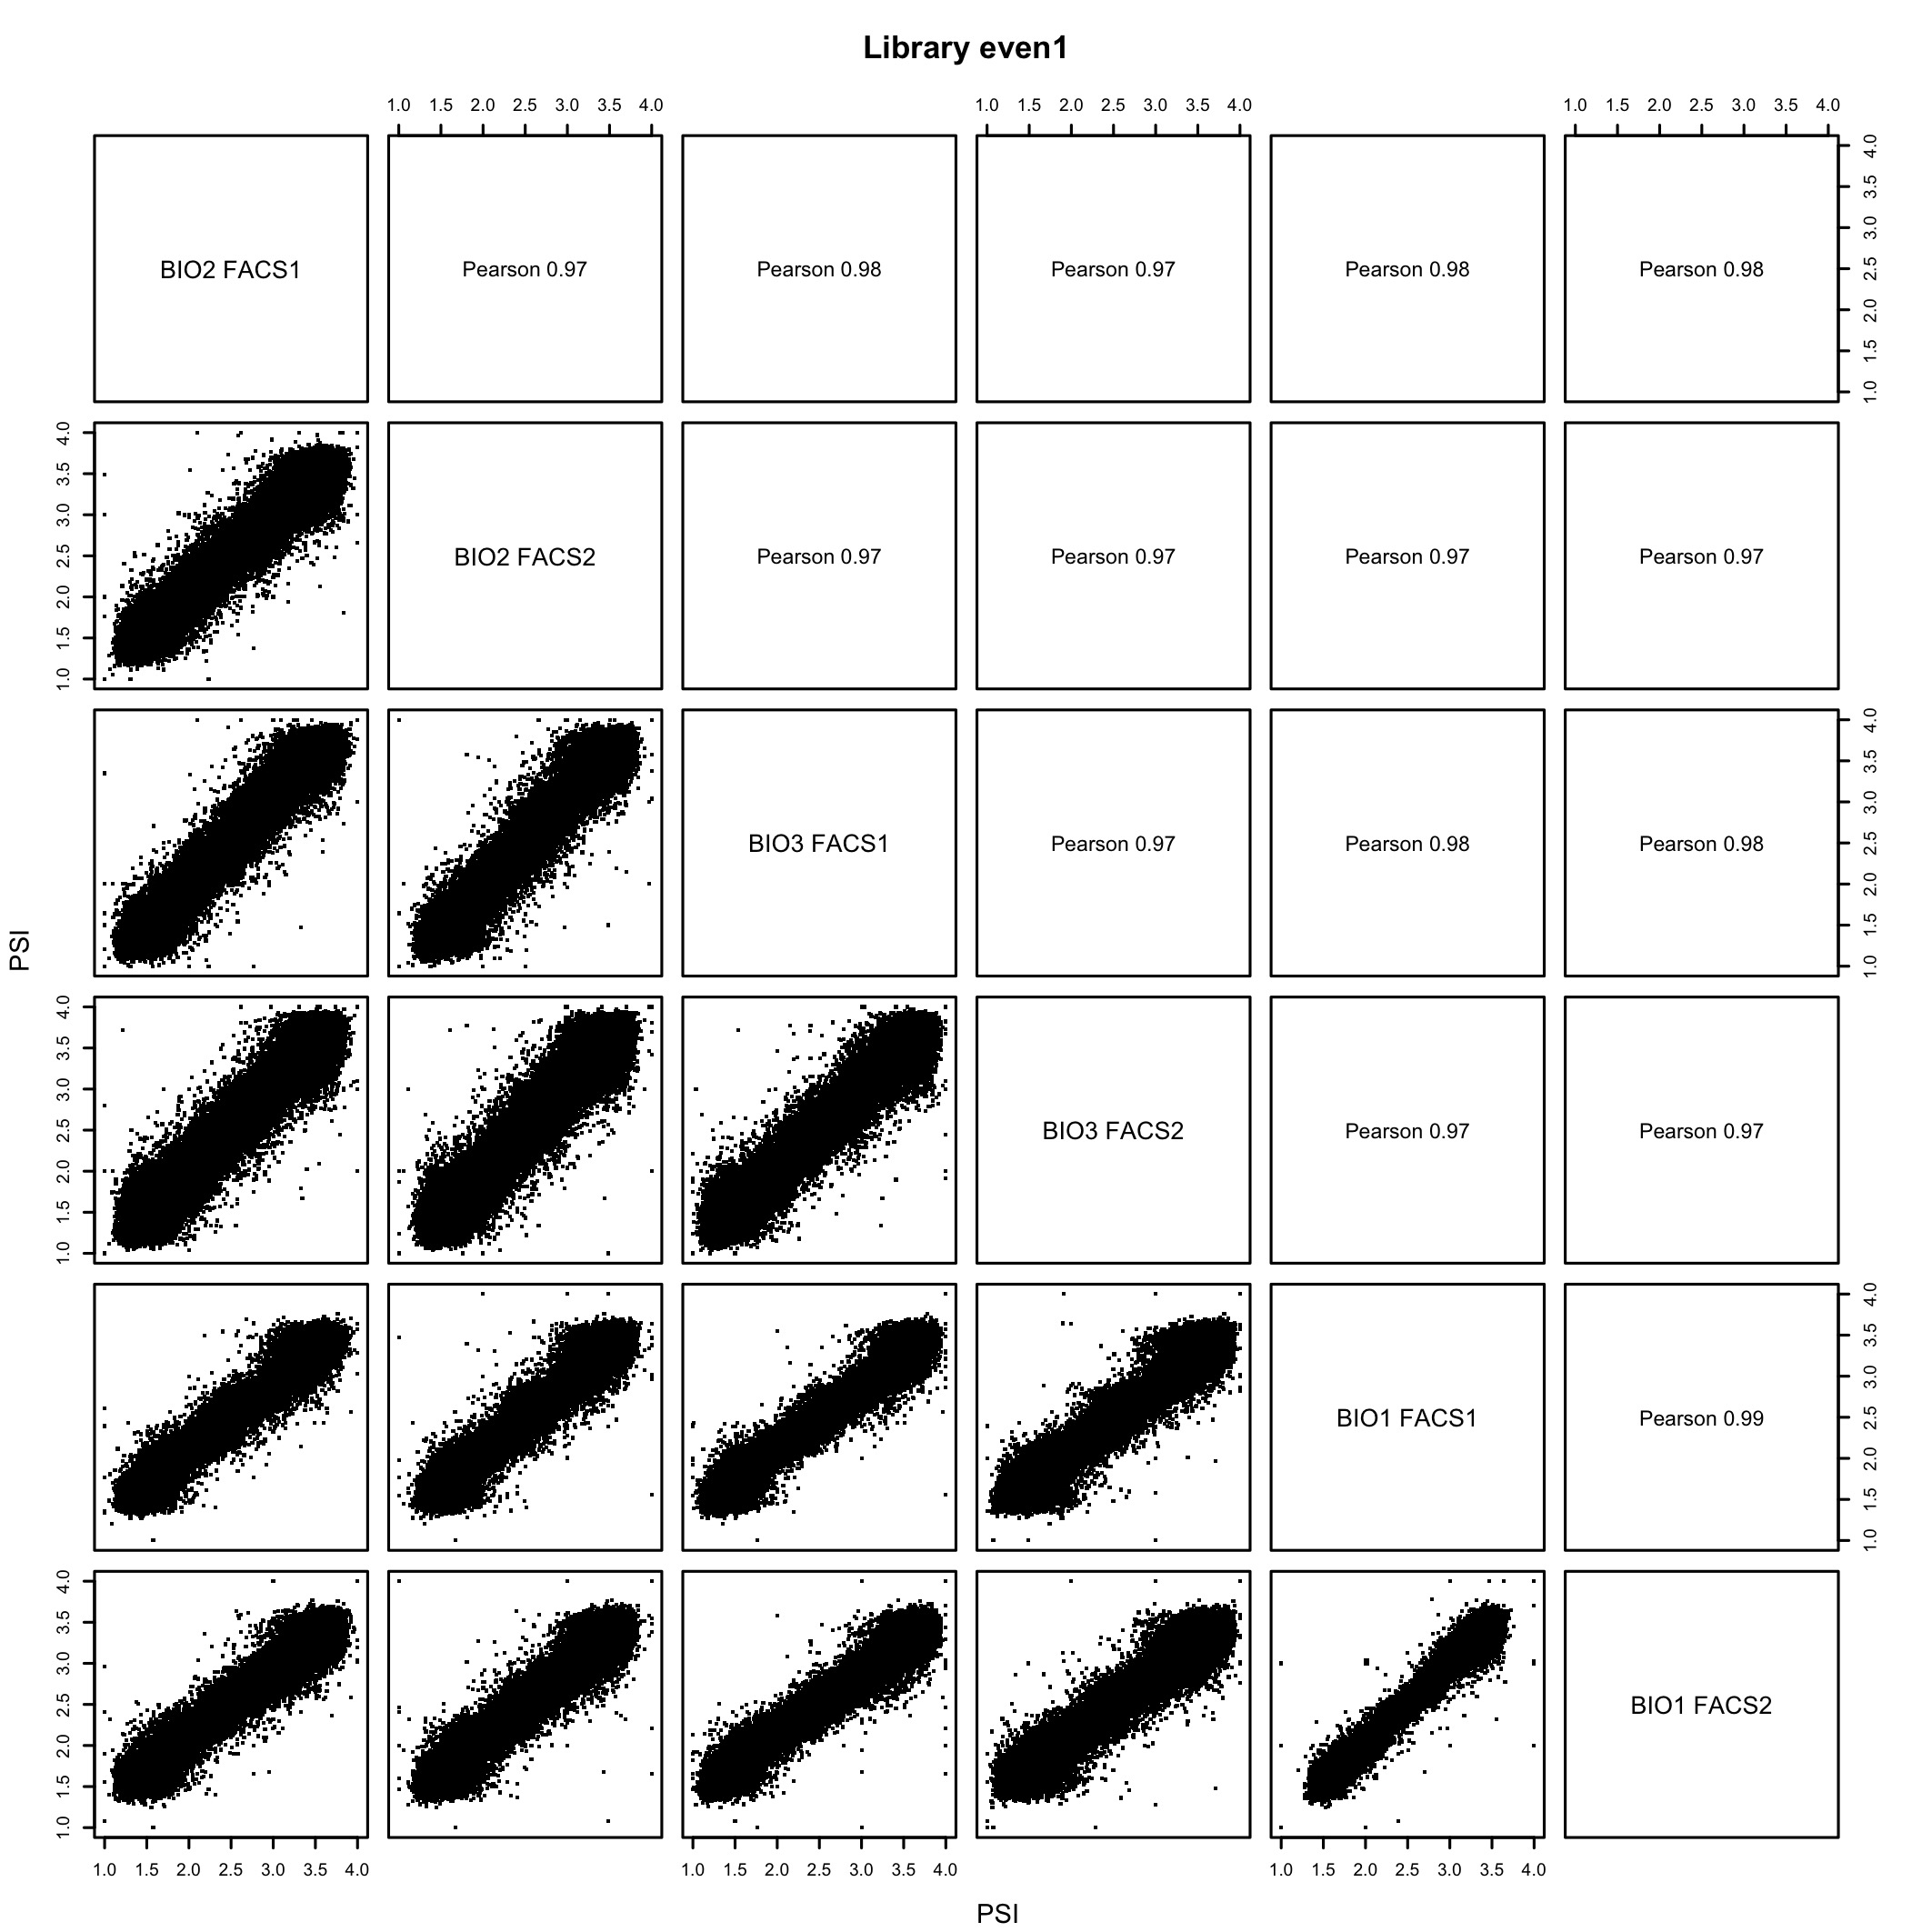 Library even1
1.0 1.5 2.0 2.5 3.0 3.5 4.0 1.0 1.5 2.0 2.5 3.0 3.5 4.0 1.0 1.5 2.0 2.5 3.0 3.5 4.0
BIO2 FACS1 Pearson 0.97 Pearson 0.98 Pearson 0.97 Pearson 0.98 Pearson 0.98
1.0 1.5 2.0 2.5 3.0 3.5 4.0
1.0 1.5 2.0 2.5 3.0 3.5 4.0
BIO2 FACS2 Pearson 0.97 Pearson 0.97 Pearson 0.97 Pearson 0.97
BIO3 FACS1 Pearson 0.97 Pearson 0.98 Pearson 0.98
1.0 1.5 2.0 2.5 3.0 3.5 4.0
PSI
1.0 1.5 2.0 2.5 3.0 3.5 4.0
BIO3 FACS2 Pearson 0.97 Pearson 0.97
BIO1 FACS1 Pearson 0.99
1.0 1.5 2.0 2.5 3.0 3.5 4.0
1.0 1.5 2.0 2.5 3.0 3.5 4.0
BIO1 FACS2
1.0 1.5 2.0 2.5 3.0 3.5 4.0 1.0 1.5 2.0 2.5 3.0 3.5 4.0 1.0 1.5 2.0 2.5 3.0 3.5 4.0
PSI